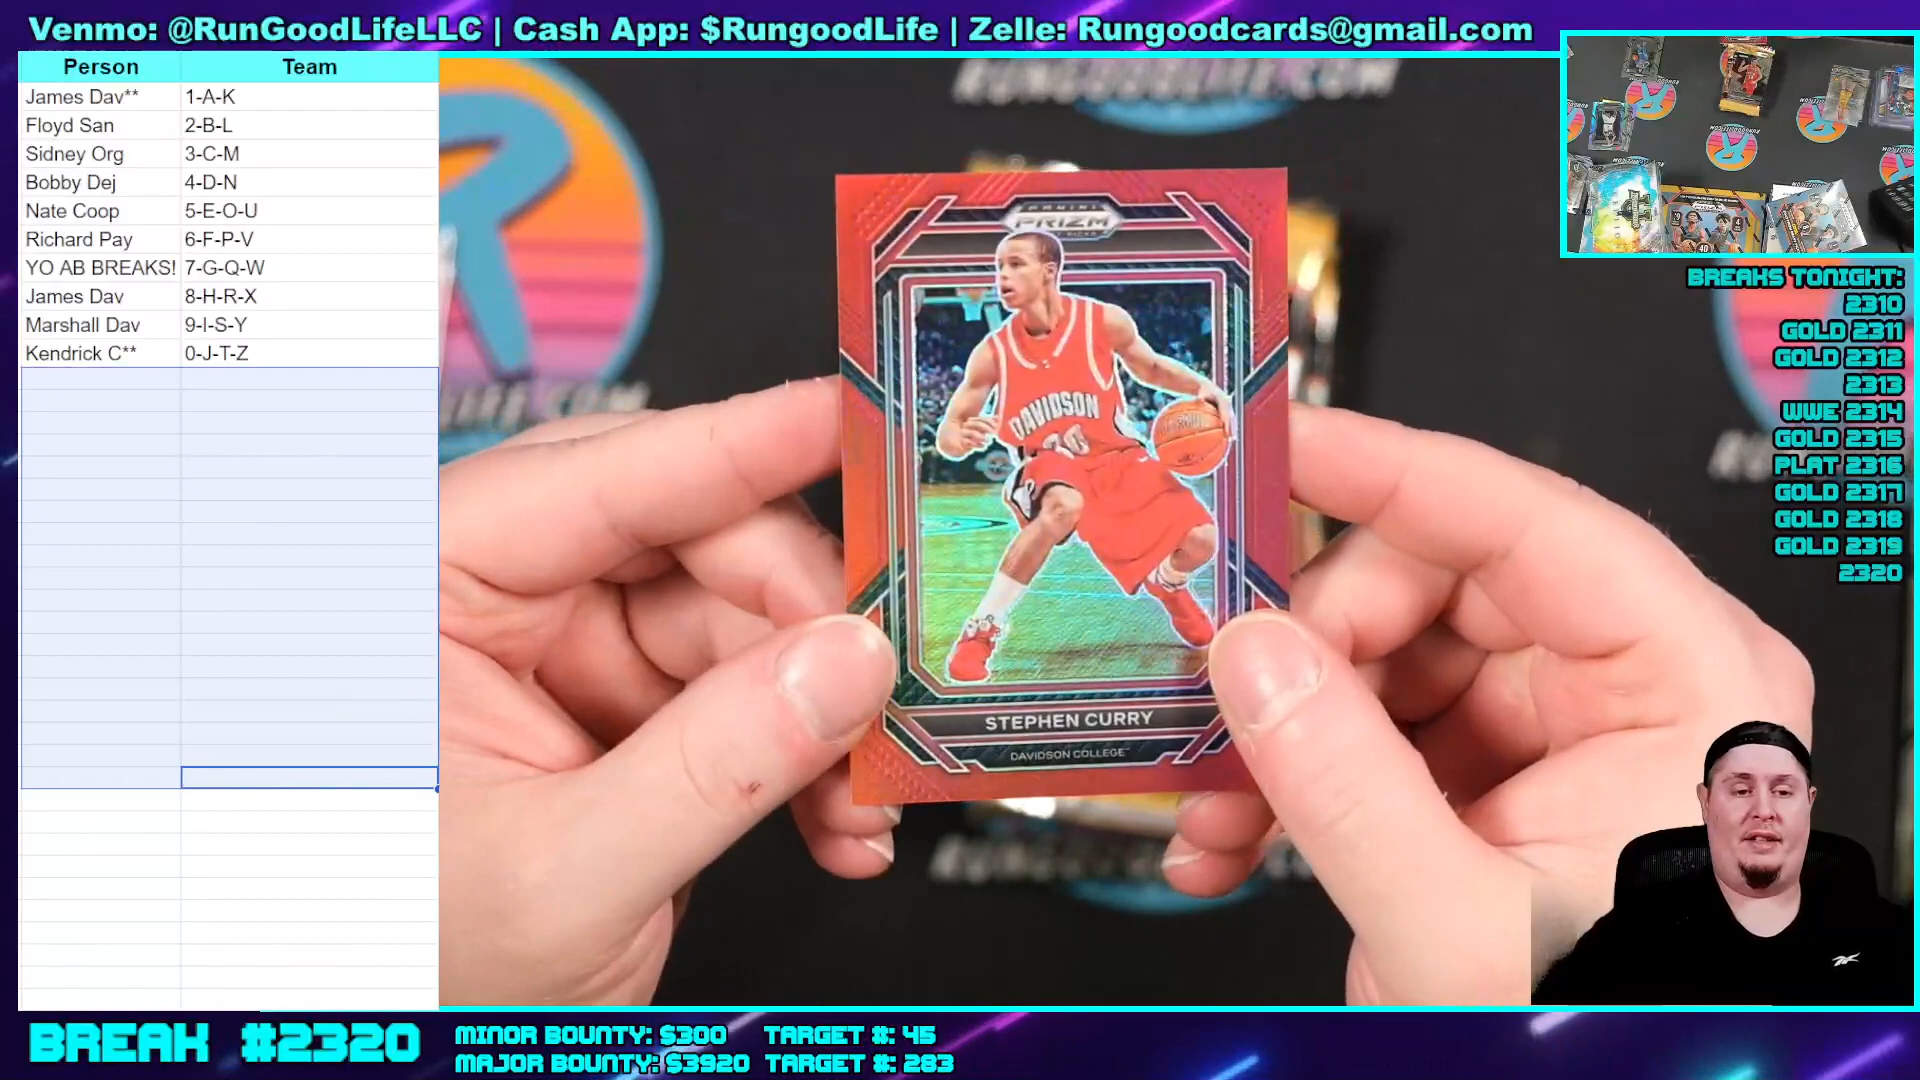 Venmo: @RunGoodLifeLLC | Cash App: $RungoodLife | Zelle: Rungoodcards@gmail.com
Person Team
James Dav** 1-A-K
Floyd San 2-B-L
Sidney Org 3-C-M
Bobby Dej 4-D-N
Nate Coop 5-E-O-U
Richard Pay 6-F-P-V
YO AB BREAKS! 7-G-Q-W
James Dav 8-H-R-X
Marshall Dav 9-I-S-Y
Kendrick C** 0-J-T-Z
RUNGOODLIFE.COM
PANINI
PRIZM
DAVIDSON
30
STEPHEN CURRY
DAVIDSON COLLEGE
BREAKS TONIGHT:
2310
GOLD 2311
GOLD 2312
2313
WWE 2314
GOLD 2315
PLAT 2316
GOLD 2317
GOLD 2318
GOLD 2319
2320
BREAK #2320
MINOR BOUNTY: $300 TARGET #: 45
MAJOR BOUNTY: $3920 TARGET #: 283